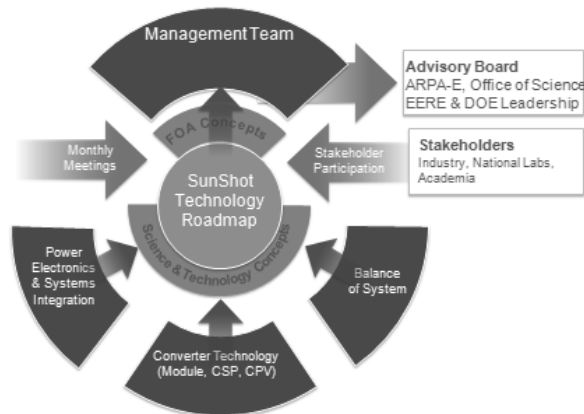 Management Team
Advisory Board
ARPA-E, Office of Science
EERE & DOE Leadership
FOA Concepts
Monthly
Meetings
Stakeholder
Participation
Stakeholders
Industry, National Labs,
Academia
SunShot
Technology
Roadmap
Science & Technology Concepts
Power
Electronics
& Systems
Integration
Balance
of System
Converter Technology
(Module, CSP, CPV)